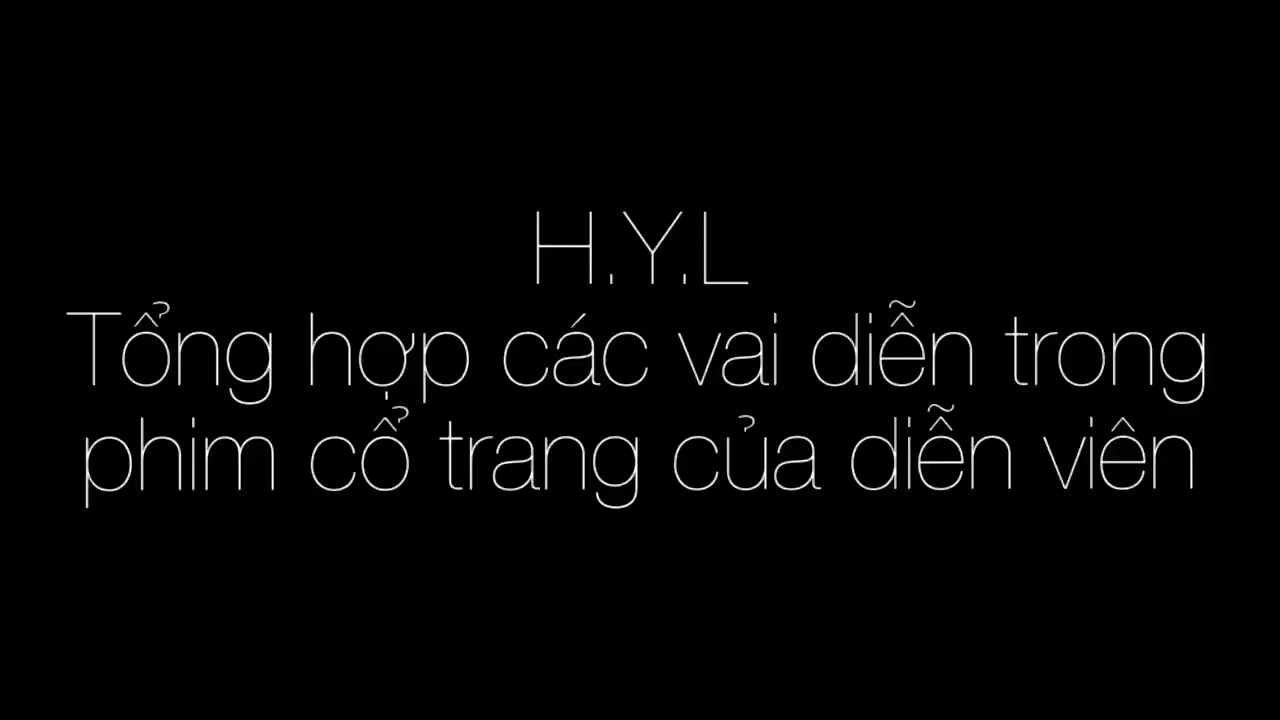 H.Y.L
Tổng hợp các vai diễn trong
phim cổ trang của diễn viên